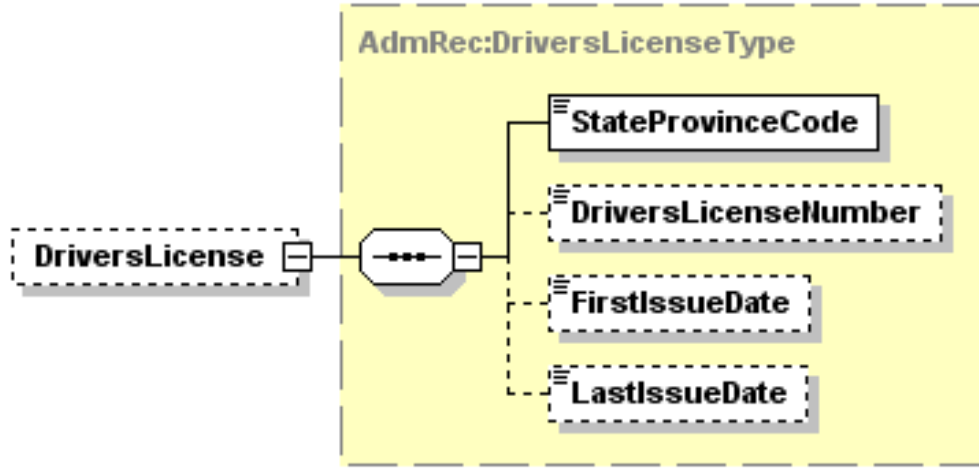 AdmRec:DriversLicenseType
StateProvinceCode
DriversLicenseNumber
DriversLicense
FirstIssueDate
LastIssueDate